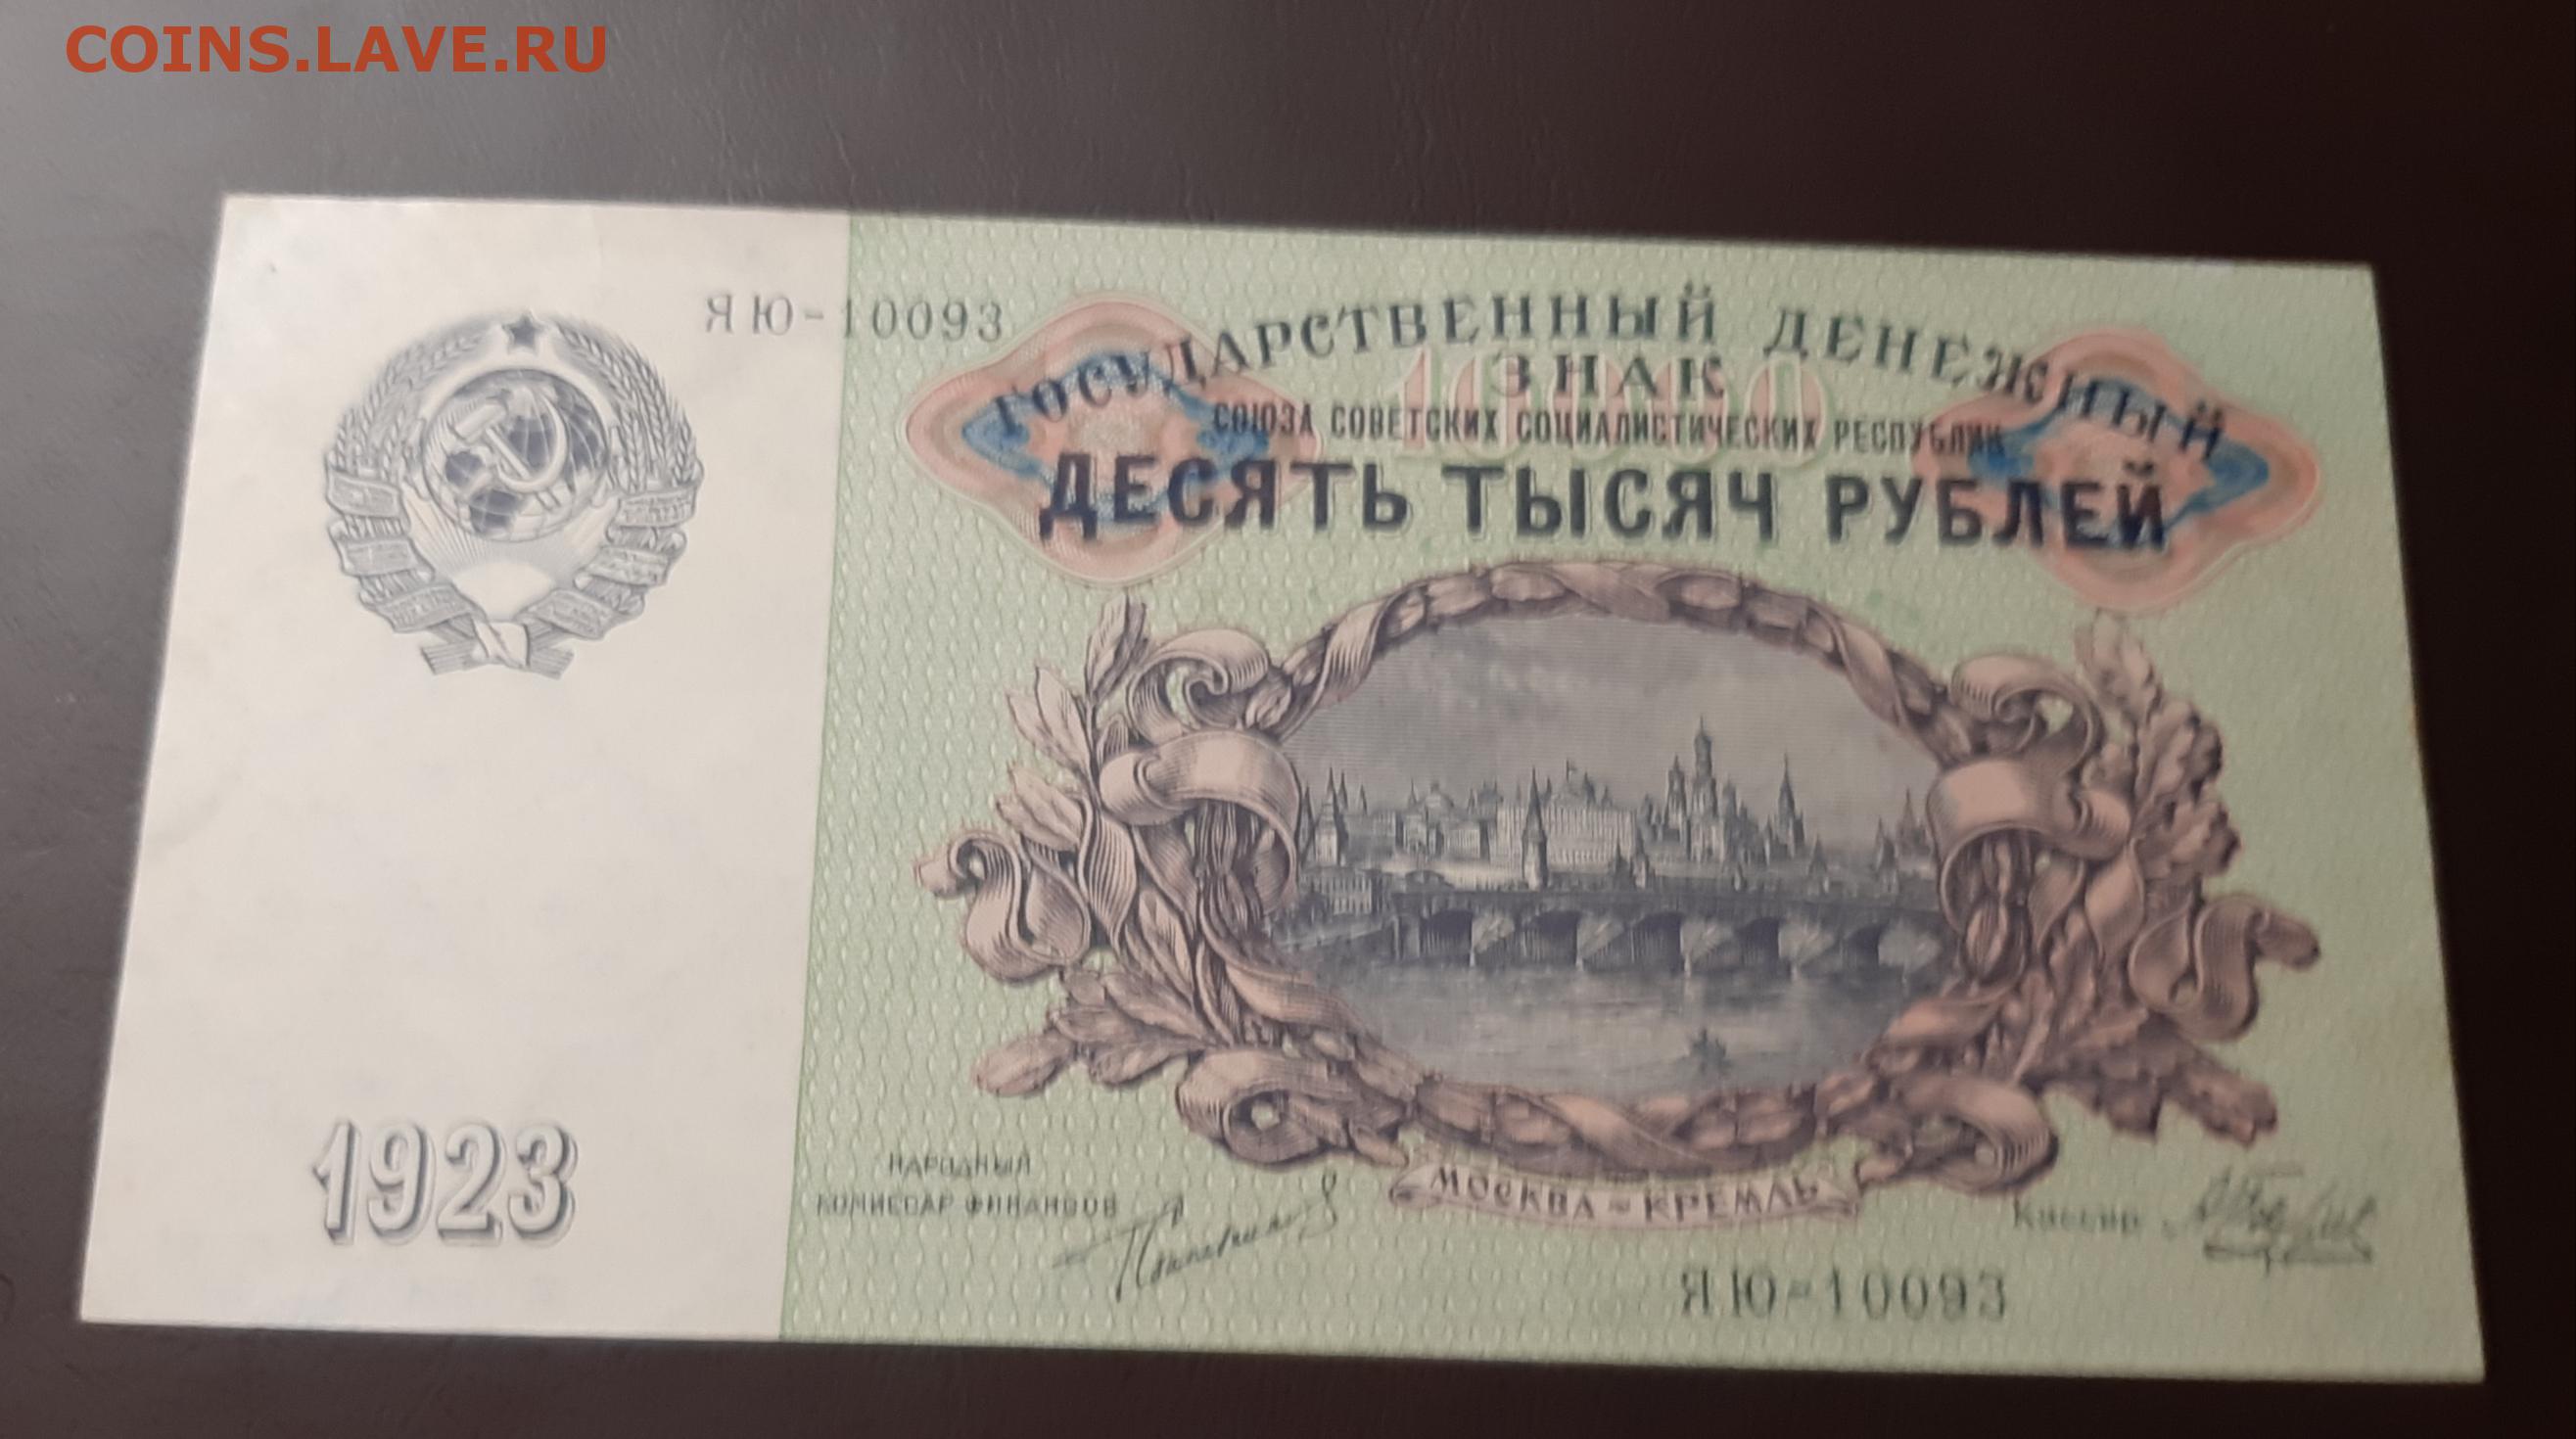 COINS.LAVE.RU
ЯЮ-10093
ГОСУДАРСТВЕННЫЙ ДЕНЕЖНЫЙ
ЗНАК
10000
СОЮЗА СОВЕТСКИХ СОЦИАЛИСТИЧЕСКИХ РЕСПУБЛИК
ДЕСЯТЬ ТЫСЯЧ РУБЛЕЙ
1923
МОСКВА - КРЕМЛЬ
НАРОДНЫЙ
КОМИССАР ФИНАНСОВ
Кассир
ЯЮ-10093